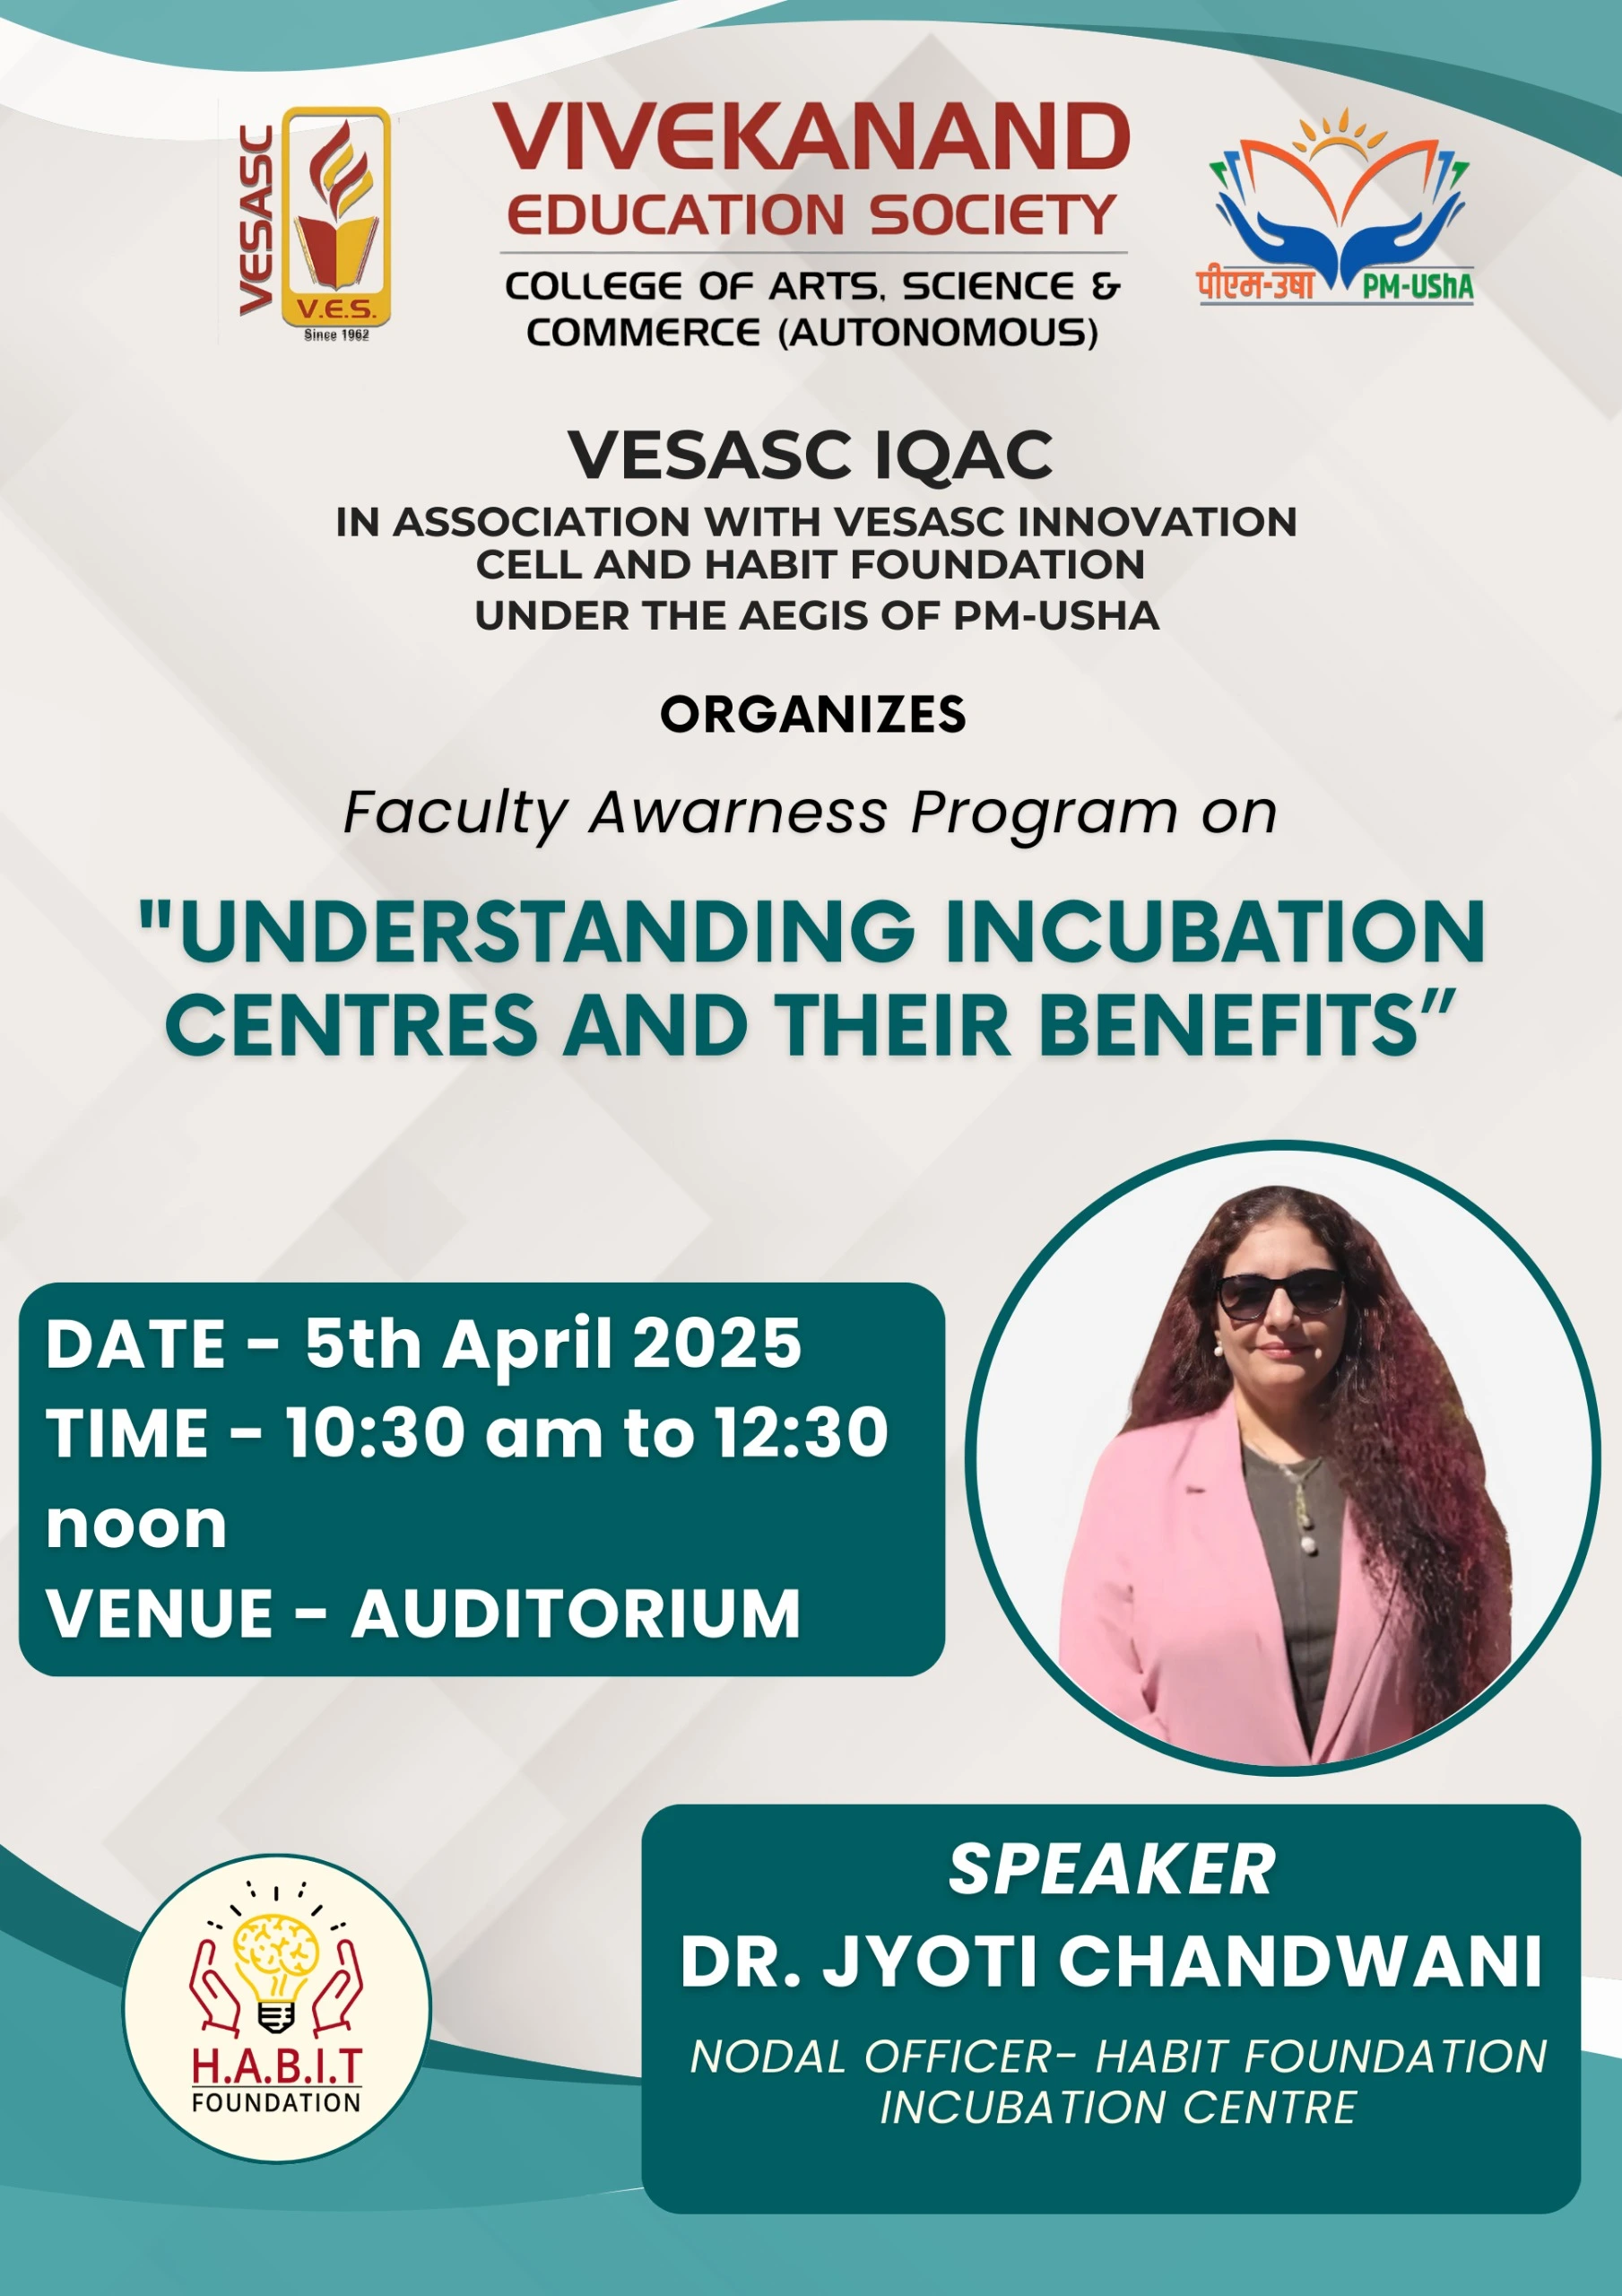 VESASC
V.E.S.
Since 1962
VIVEKANAND
EDUCATION SOCIETY
COLLEGE OF ARTS, SCIENCE &
COMMERCE (AUTONOMOUS)
पीएम-उषा PM-UShA
VESASC IQAC
IN ASSOCIATION WITH VESASC INNOVATION
CELL AND HABIT FOUNDATION
UNDER THE AEGIS OF PM-USHA
ORGANIZES
Faculty Awarness Program on
"UNDERSTANDING INCUBATION
CENTRES AND THEIR BENEFITS”
DATE - 5th April 2025
TIME - 10:30 am to 12:30
noon
VENUE - AUDITORIUM
SPEAKER
DR. JYOTI CHANDWANI
NODAL OFFICER- HABIT FOUNDATION
INCUBATION CENTRE
H.A.B.I.T
FOUNDATION